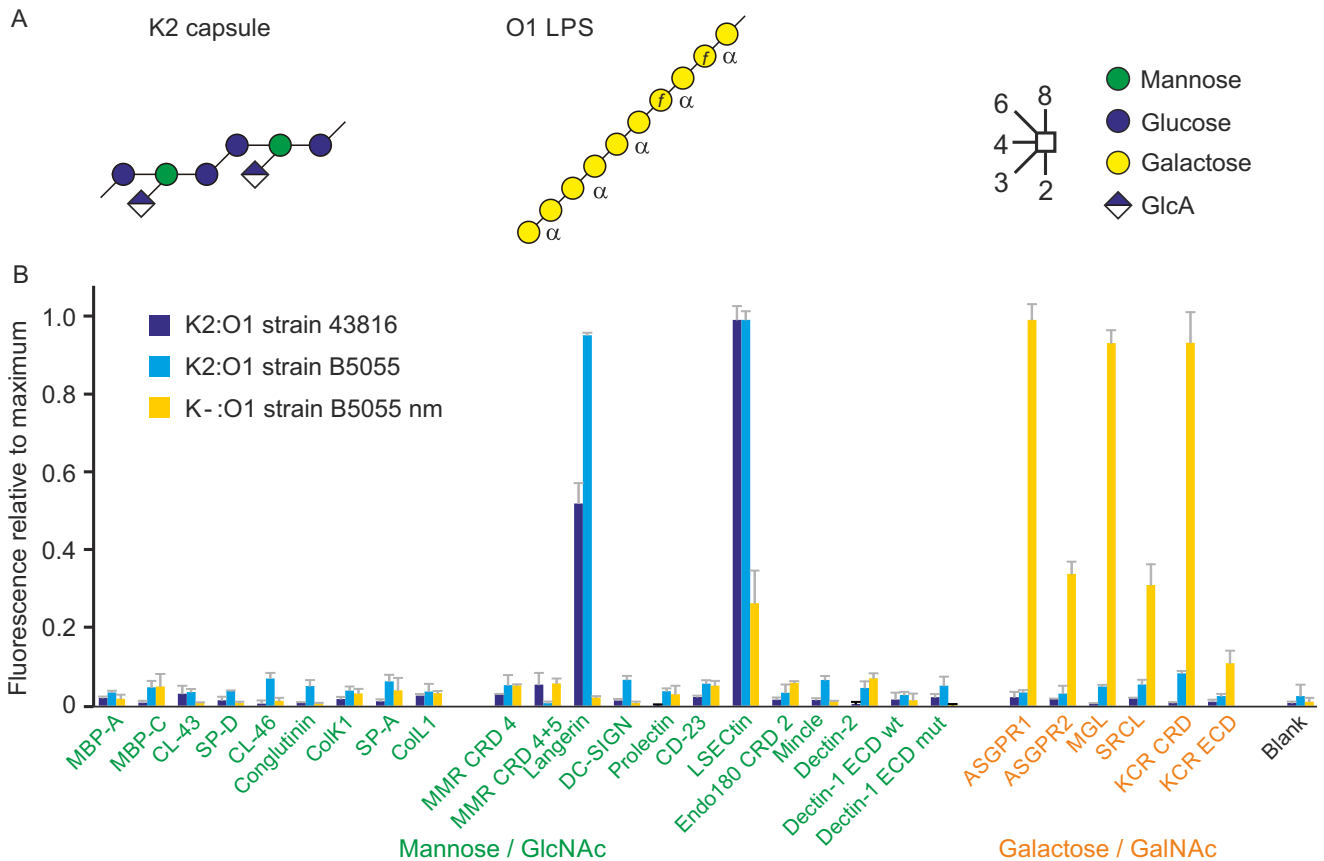 A
K2 capsule
O1 LPS
f
α
f
α
α
α
α
6
8
4
3
2
Mannose
Glucose
Galactose
GlcA
B
Fluorescence relative to maximum
1.0
0.8
0.6
0.4
0.2
0
K2:O1 strain 43816
K2:O1 strain B5055
K-:O1 strain B5055 nm
MBP-A
MBP-C
CL-43
SP-D
CL-46
Conglutinin
ColK1
SP-A
ColL1
MMR CRD 4
MMR CRD 4+5
Langerin
DC-SIGN
Prolectin
CD-23
LSECtin
Endo180 CRD 2
Mincle
Dectin-2
Dectin-1 ECD wt
Dectin-1 ECD mut
ASGPR1
ASGPR2
MGL
SRCL
KCR CRD
KCR ECD
Blank
Mannose / GlcNAc
Galactose / GalNAc